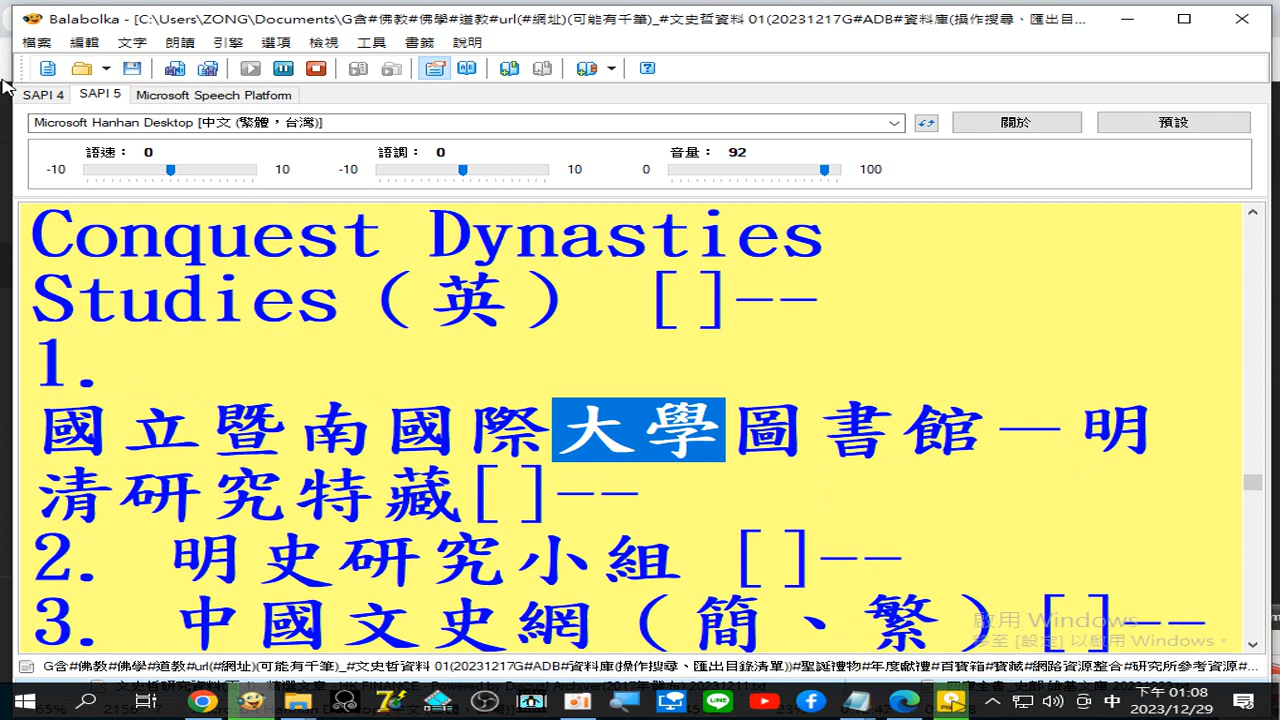 Balabolka - [C:\Users\ZONG\Documents\G含#佛教#佛學#道教#url(#網址)(可能有千筆)_#文史哲資料 01(20231217G#ADB#資料庫(操作搜尋、匯出目...
檔案 編輯 文字 朗讀 引擎 選項 檢視 工具 書籤 說明
SAPI 4 SAPI 5 Microsoft Speech Platform
Microsoft Hanhan Desktop [中文 (繁體，台灣)] 關於 預設
語速： 0 語調： 0 音量： 92
-10 10 -10 10 0 100
Conquest Dynasties
Studies（英） []--
1.
國立暨南國際大學圖書館－明
清研究特藏[]--
2. 明史研究小組 []--
3. 中國文史網（簡、繁）[]--
啟用 Windows
移至 [設定] 以啟用 Windows。
G含#佛教#佛學#道教#url(#網址)(可能有千筆)_#文史哲資料 01(20231217G#ADB#資料庫(操作搜尋、匯出目錄清單))#聖誕禮物#年度獻禮#百寶箱#寶藏#網路資源整合#研究所參考資源#...
中
下午 01:08
2023/12/29